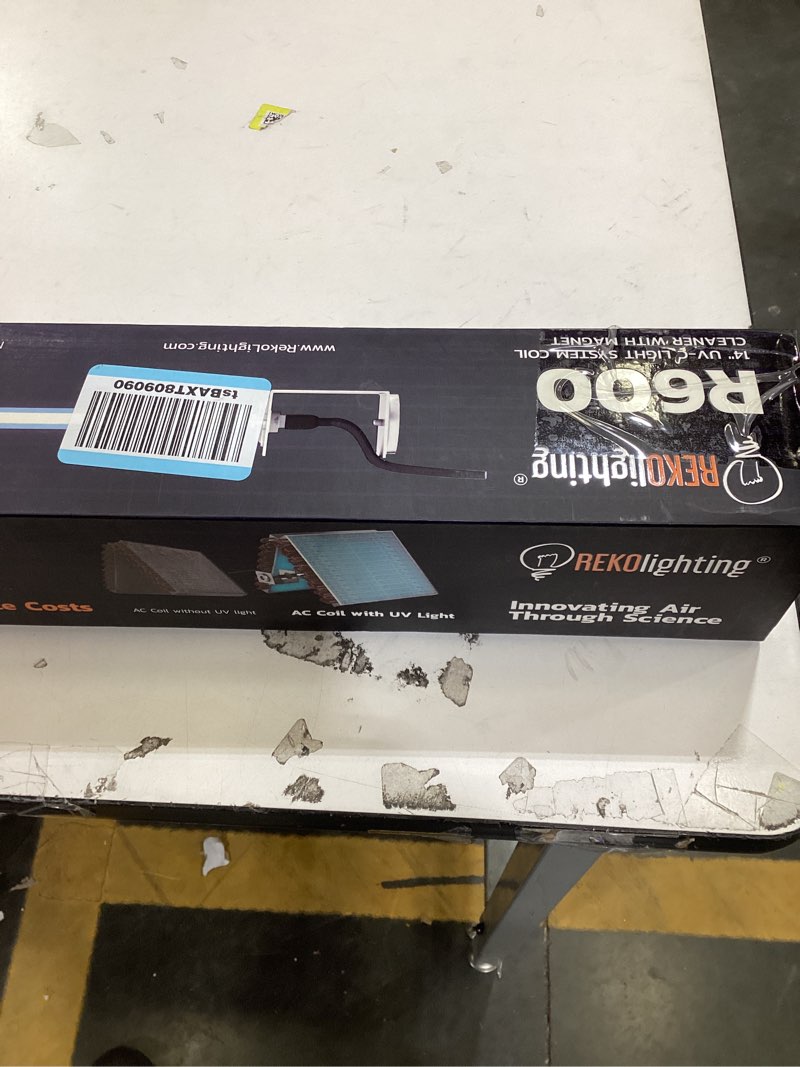 REKOlighting®
R600
14" UV-C LIGHT SYSTEM COIL
CLEANER WITH MAGNET
www.RekoLighting.com
tsBAXT809090
REKOlighting®
Innovating Air
Through Science
AC Coil with UV Light
AC Coil without UV light
Costs